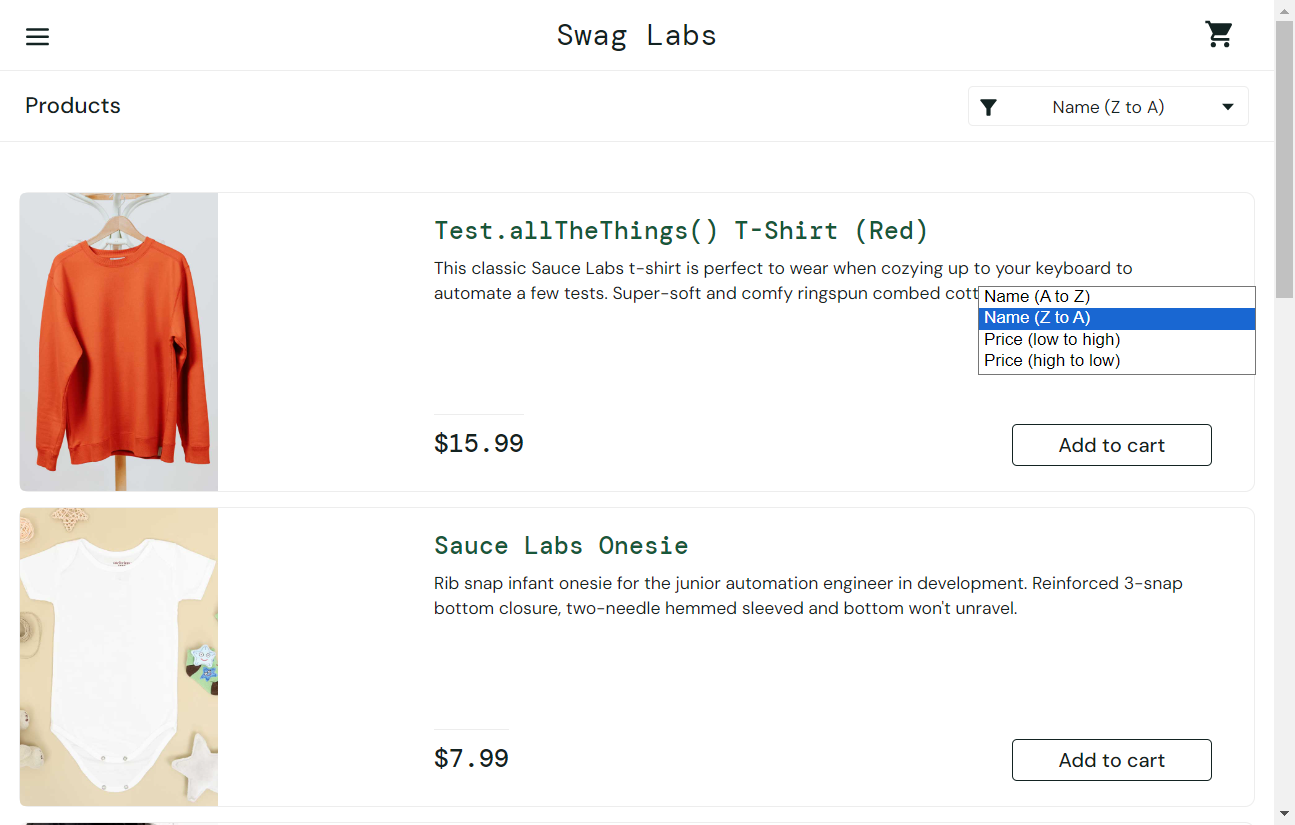 Swag Labs
Products
Name (Z to A)
Test.allTheThings() T-Shirt (Red)
This classic Sauce Labs t-shirt is perfect to wear when cozying up to your keyboard to
automate a few tests. Super-soft and comfy ringspun combed cott
Name (A to Z)
Name (Z to A)
Price (low to high)
Price (high to low)
$15.99
Add to cart
Sauce Labs Onesie
Rib snap infant onesie for the junior automation engineer in development. Reinforced 3-snap
bottom closure, two-needle hemmed sleeved and bottom won't unravel.
$7.99
Add to cart